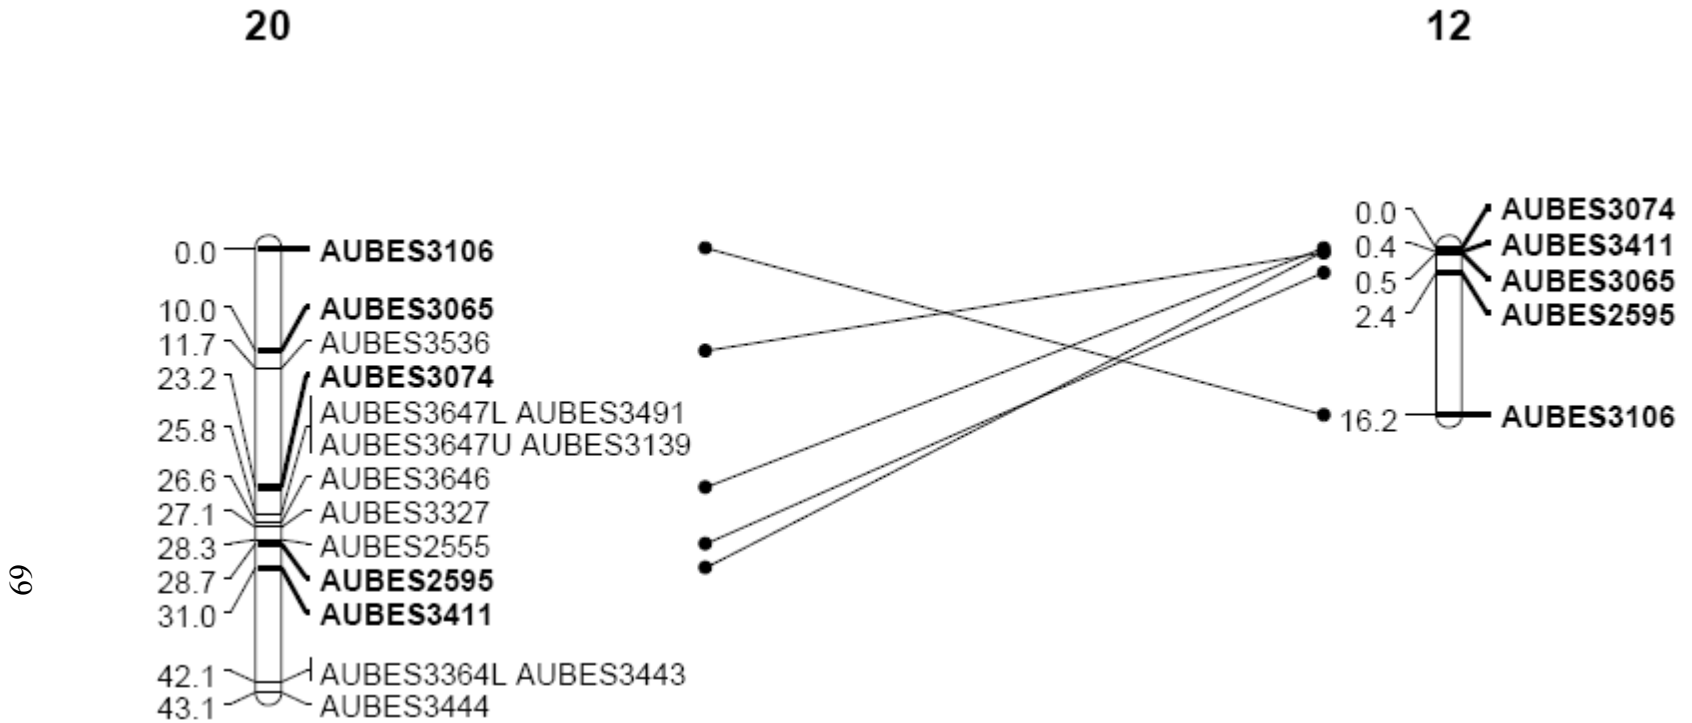 20
12
0.0 AUBES3106
10.0 AUBES3065
11.7 AUBES3536
23.2 AUBES3074
25.8 AUBES3647L AUBES3491
AUBES3647U AUBES3139
26.6 AUBES3646
27.1 AUBES3327
28.3 AUBES2555
28.7 AUBES2595
31.0 AUBES3411
42.1 AUBES3364L AUBES3443
43.1 AUBES3444
0.0 AUBES3074
0.4 AUBES3411
0.5 AUBES3065
2.4 AUBES2595
16.2 AUBES3106
69